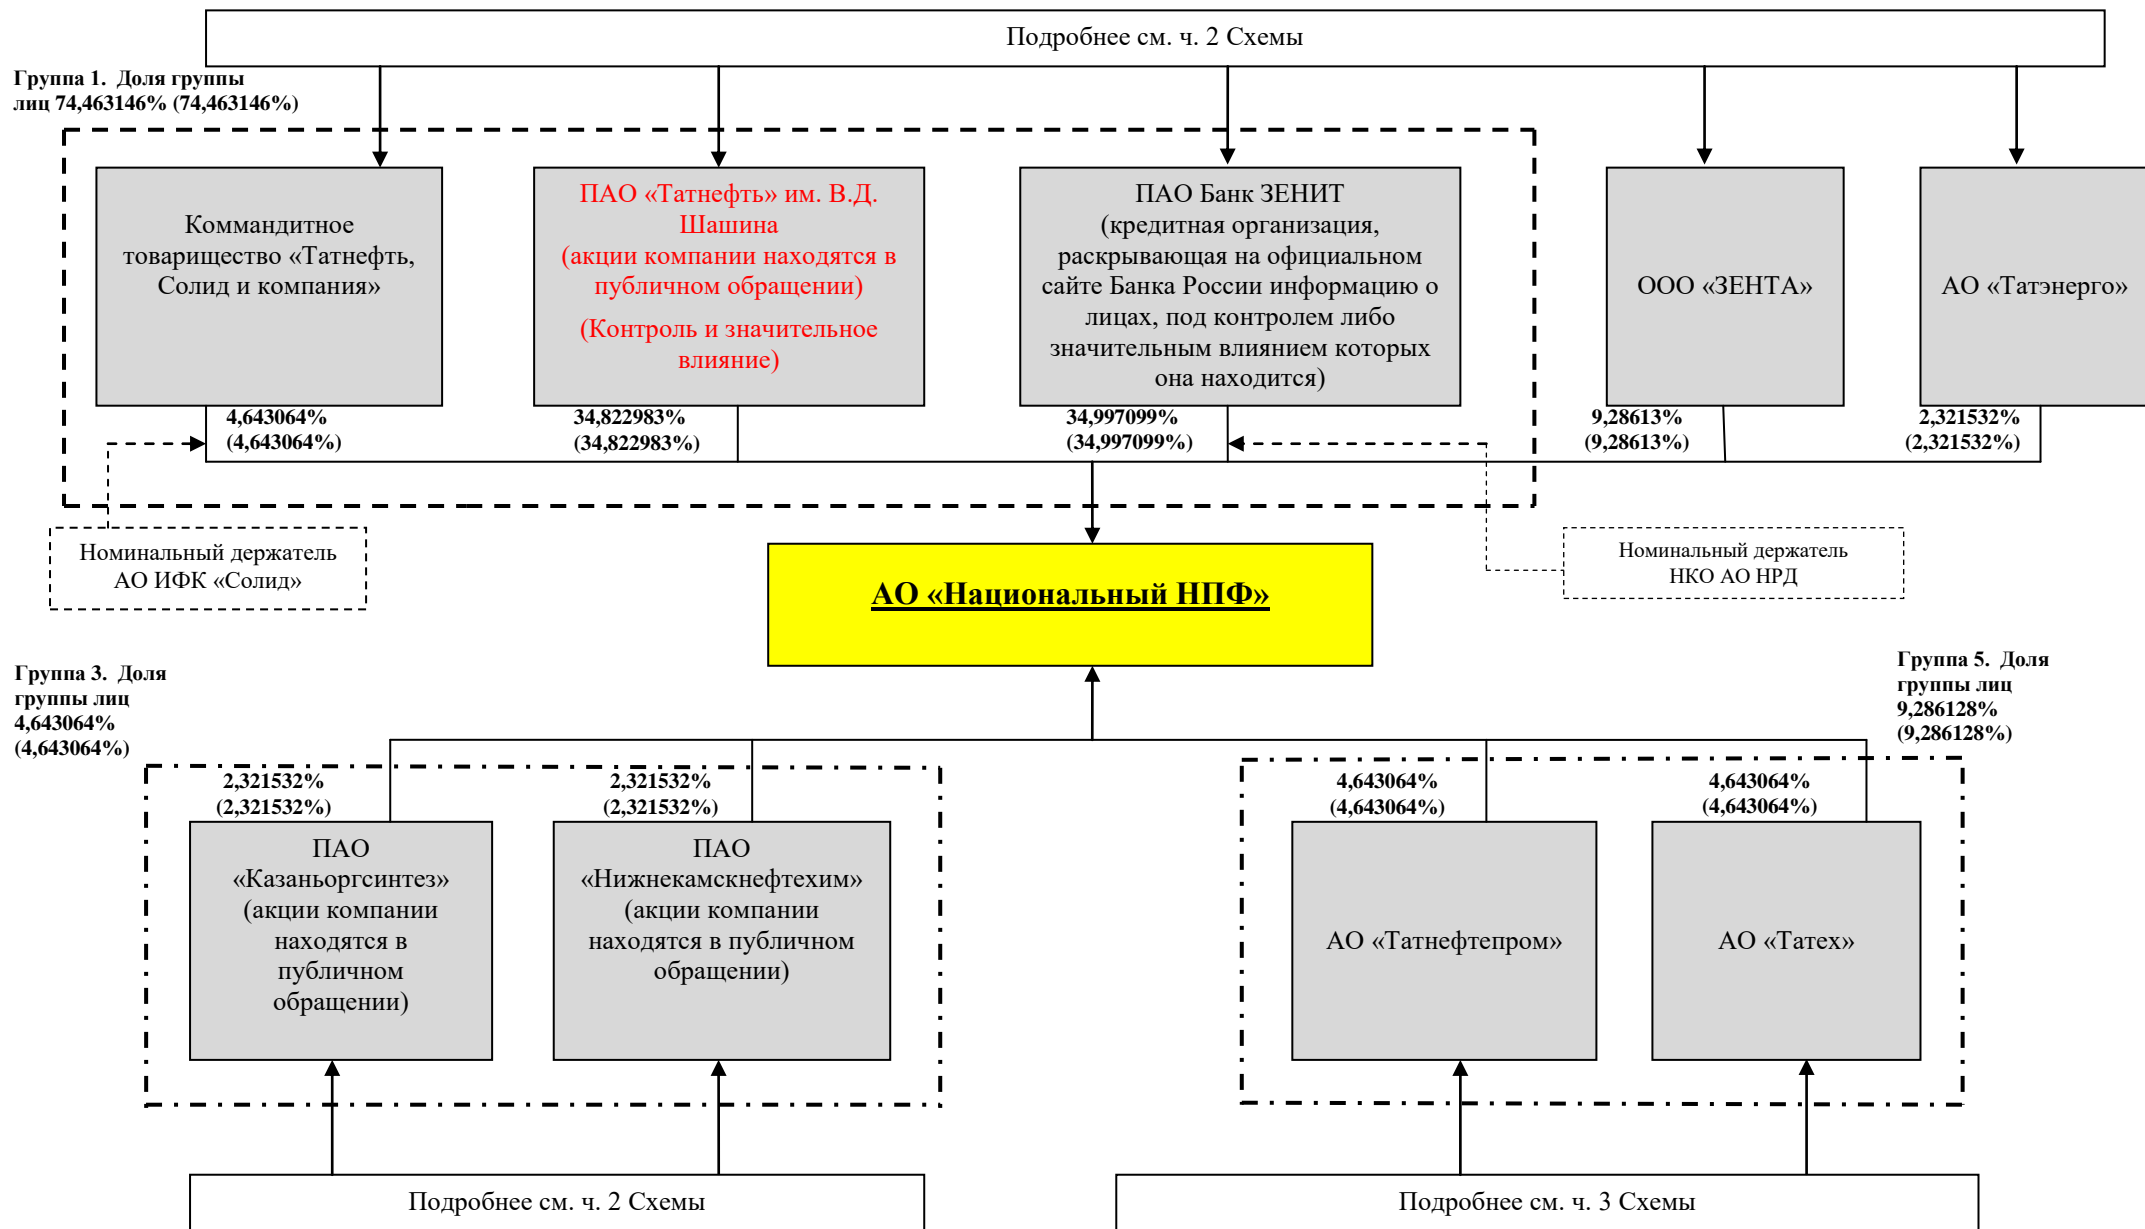 Подробнее см. ч. 2 Схемы
Группа 1. Доля группы
лиц 74,463146% (74,463146%)
Коммандитное
товарищество «Татнефть,
Солид и компания»
ПАО «Татнефть» им. В.Д.
Шашина
(акции компании находятся в
публичном обращении)
(Контроль и значительное
влияние)
ПАО Банк ЗЕНИТ
(кредитная организация,
раскрывающая на официальном
сайте Банка России информацию о
лицах, под контролем либо
значительным влиянием которых
она находится)
ООО «ЗЕНТА»
АО «Татэнерго»
4,643064%
(4,643064%)
34,822983%
(34,822983%)
34,997099%
(34,997099%)
9,28613%
(9,28613%)
2,321532%
(2,321532%)
Номинальный держатель
АО ИФК «Солид»
Номинальный держатель
НКО АО НРД
АО «Национальный НПФ»
Группа 3. Доля
группы лиц
4,643064%
(4,643064%)
Группа 5. Доля
группы лиц
9,286128%
(9,286128%)
2,321532%
(2,321532%)
2,321532%
(2,321532%)
4,643064%
(4,643064%)
4,643064%
(4,643064%)
ПАО
«Казаньоргсинтез»
(акции компании
находятся в
публичном
обращении)
ПАО
«Нижнекамскнефтехим»
(акции компании
находятся в публичном
обращении)
АО «Татнефтепром»
АО «Татех»
Подробнее см. ч. 2 Схемы
Подробнее см. ч. 3 Схемы